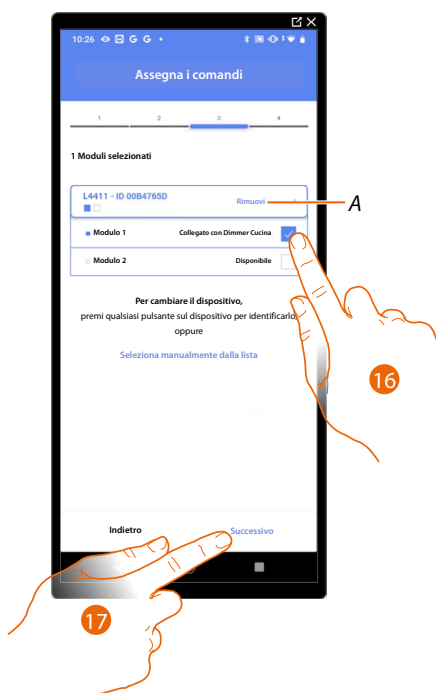 10:26 G G
Assegna i comandi
1 2 3 4
1 Moduli selezionati
L4411 - ID 00B4765D
Rimuovi
A
Modulo 1 Collegato con Dimmer Cucina
Modulo 2 Disponibile
Per cambiare il dispositivo,
premi qualsiasi pulsante sul dispositivo per identificarlo
oppure
Seleziona manualmente dalla lista
16
Indietro Successivo
17